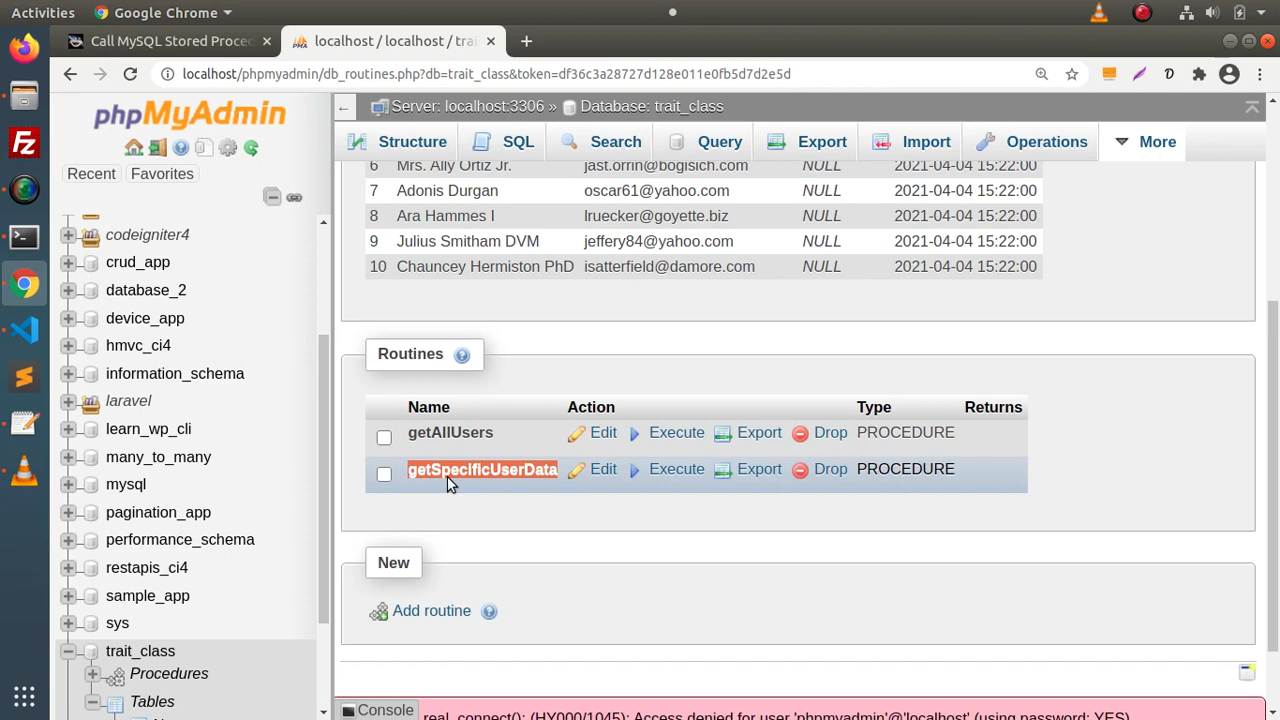 Activities Google Chrome
Call MySQL Stored Proced × localhost / localhost / trai × +
localhost/phpmyadmin/db_routines.php?db=trait_class&token=df36c3a28727d128e011e0fb5d7d2e5d
phpMyAdmin
Recent Favorites
codeigniter4
crud_app
database_2
device_app
hmvc_ci4
information_schema
laravel
learn_wp_cli
many_to_many
mysql
pagination_app
performance_schema
restapis_ci4
sample_app
sys
trait_class
Procedures
Tables
Server: localhost:3306 » Database: trait_class
Structure SQL Search Query Export Import Operations More
6 Mrs. Ally Ortiz Jr. jast.orrin@bogisich.com NULL 2021-04-04 15:22:00
7 Adonis Durgan oscar61@yahoo.com NULL 2021-04-04 15:22:00
8 Ara Hammes I lruecker@goyette.biz NULL 2021-04-04 15:22:00
9 Julius Smitham DVM jeffery84@yahoo.com NULL 2021-04-04 15:22:00
10 Chauncey Hermiston PhD isatterfield@damore.com NULL 2021-04-04 15:22:00
Routines
Name Action Type Returns
getAllUsers Edit Execute Export Drop PROCEDURE
getSpecificUserData Edit Execute Export Drop PROCEDURE
New
Add routine
Console
real_connect(): (HY000/1045): Access denied for user 'phpmyadmin'@'localhost' (using password: YES)